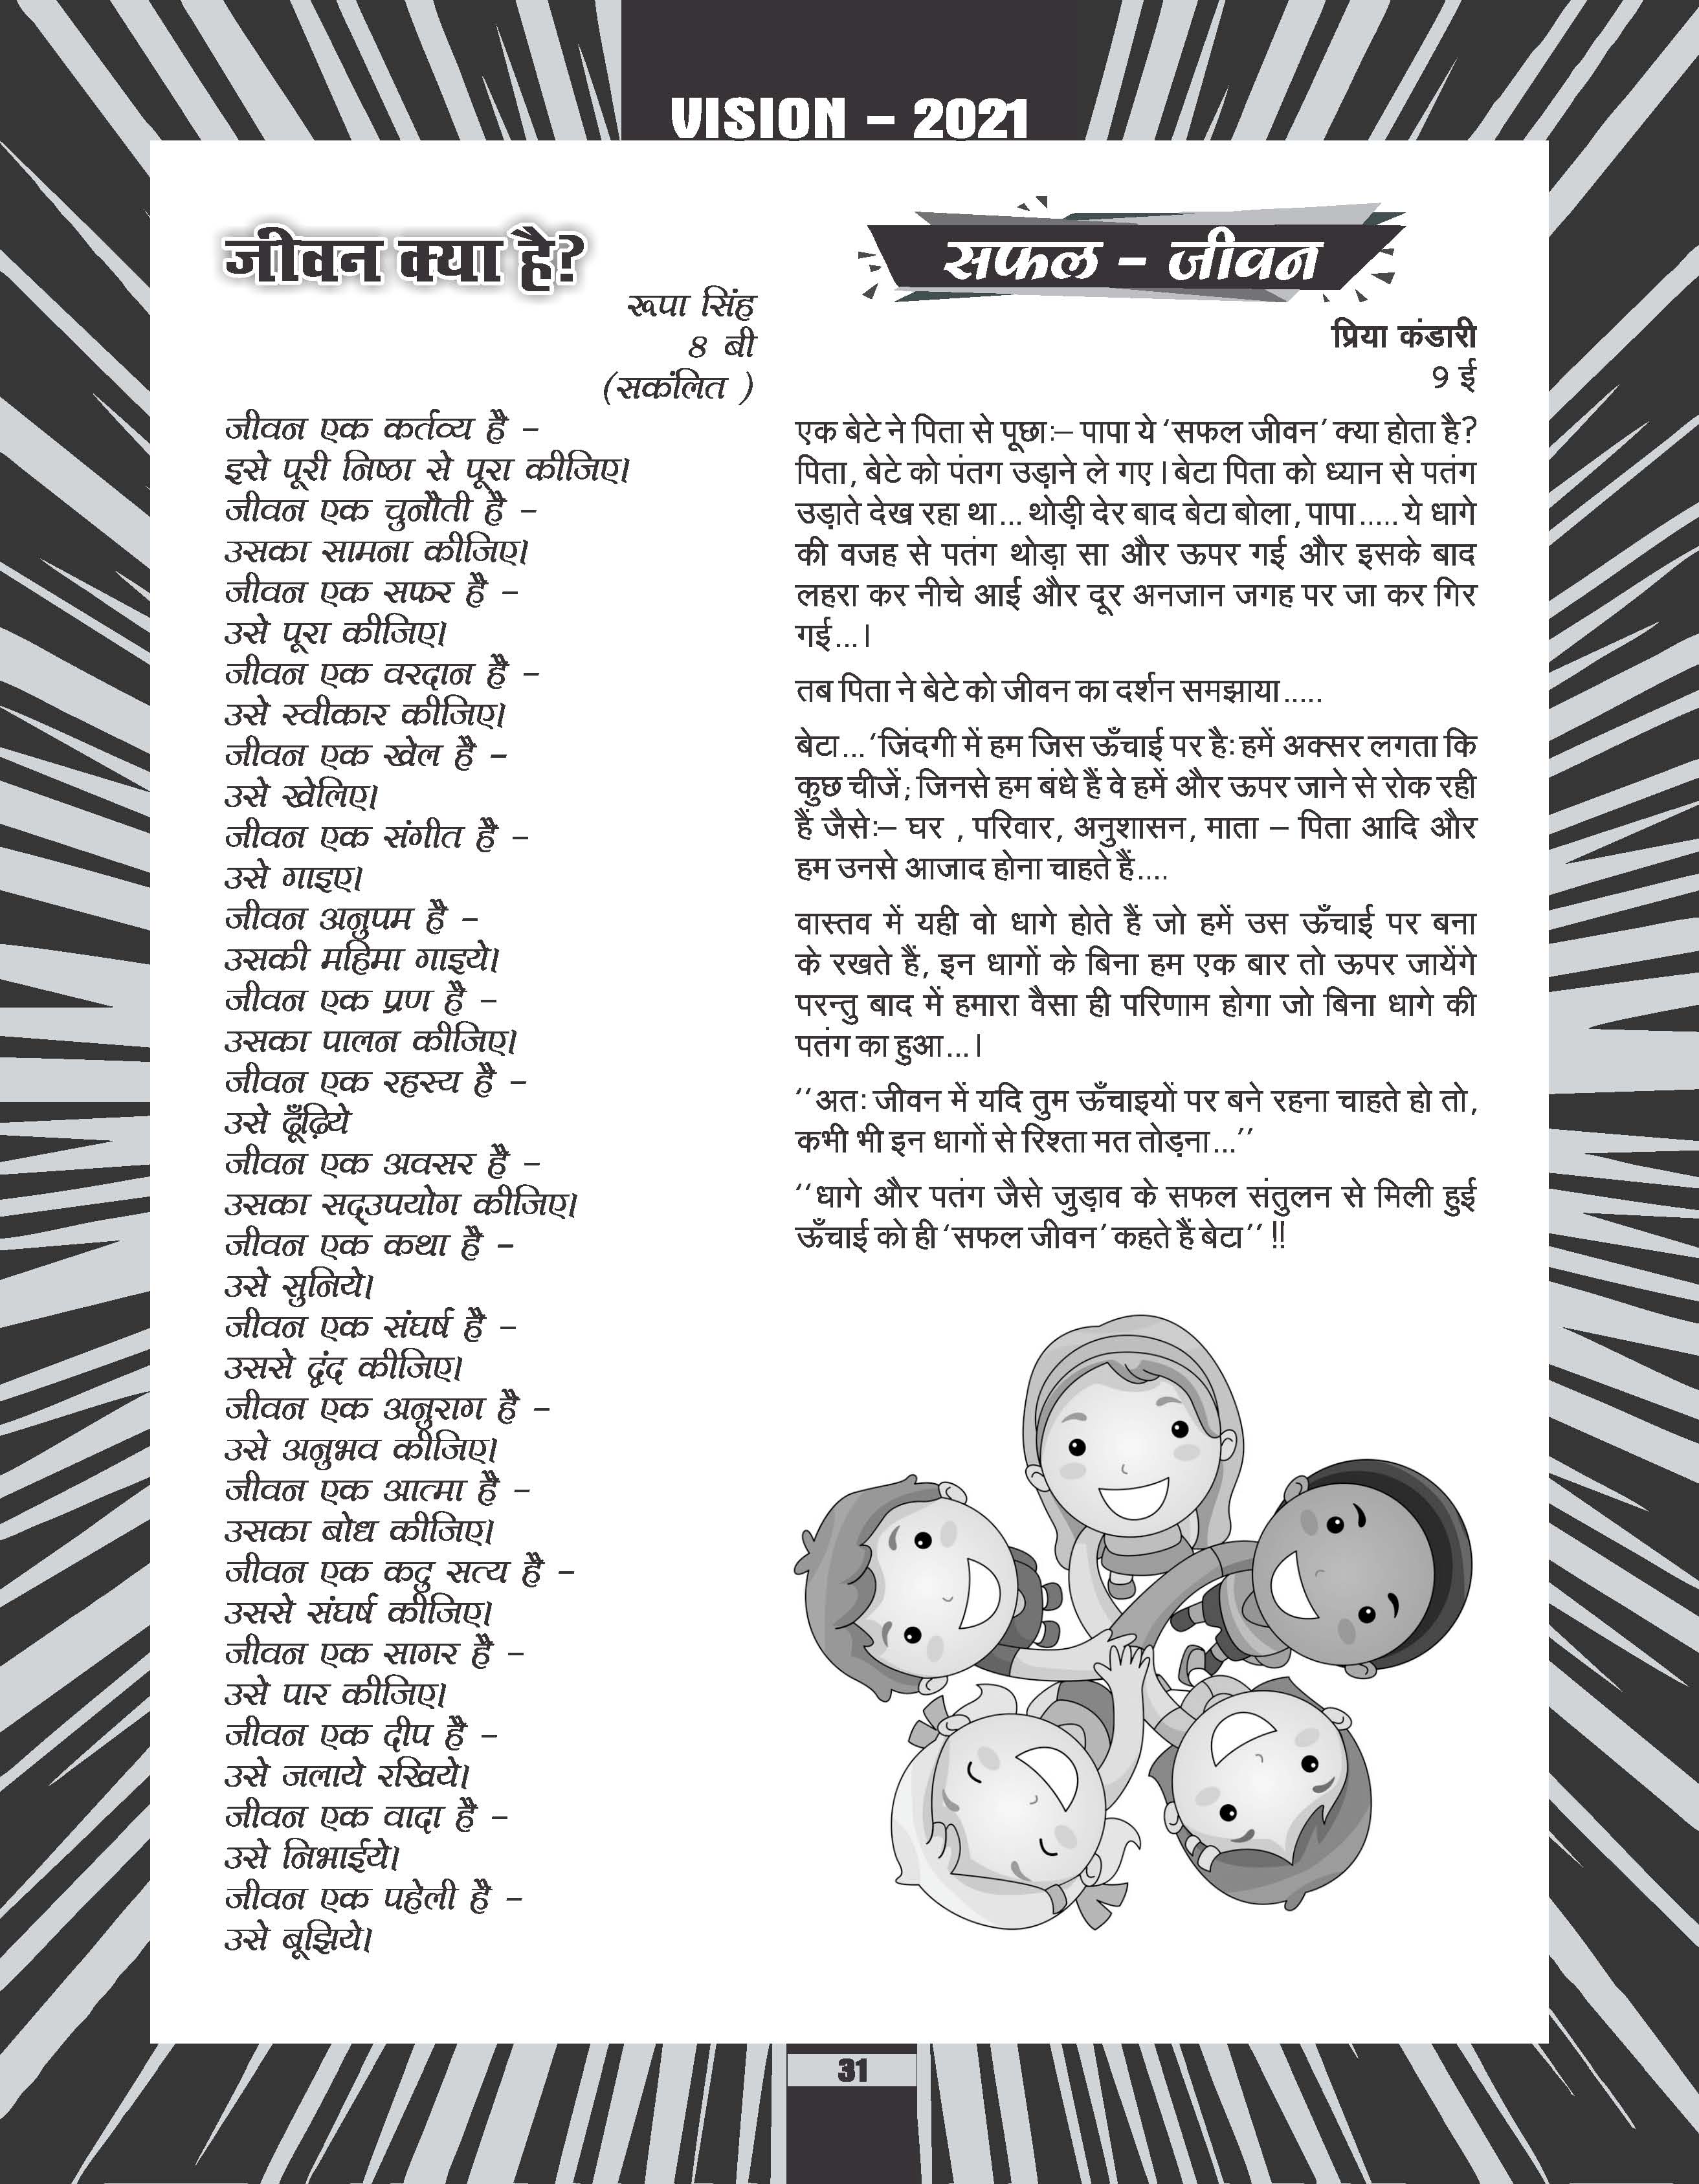 VISION – 2021
जीवन क्या है?
रूपा सिंह
8 बी
(सकंलित )
जीवन एक कर्तव्य है –
इसे पूरी निष्ठा से पूरा कीजिए।
जीवन एक चुनौती है –
उसका सामना कीजिए।
जीवन एक सफर है –
उसे पूरा कीजिए।
जीवन एक वरदान है –
उसे स्वीकार कीजिए।
जीवन एक खेल है –
उसे खेलिए।
जीवन एक संगीत है –
उसे गाइए।
जीवन अनुपम है –
उसकी महिमा गाइये।
जीवन एक प्रण है –
उसका पालन कीजिए।
जीवन एक रहस्य है –
उसे ढूँढ़िये
जीवन एक अवसर है –
उसका सद्उपयोग कीजिए।
जीवन एक कथा है –
उसे सुनिये।
जीवन एक संघर्ष है –
उससे द्वंद कीजिए।
जीवन एक अनुराग है –
उसे अनुभव कीजिए।
जीवन एक आत्मा है –
उसका बोध कीजिए।
जीवन एक कदु सत्य है –
उससे संघर्ष कीजिए।
जीवन एक सागर है –
उसे पार कीजिए।
जीवन एक दीप है –
उसे जलाये रखिये।
जीवन एक वादा है –
उसे निभाईये।
जीवन एक पहेली है –
उसे बूझिये।
सफल – जीवन
प्रिया कंडारी
9 ई
एक बेटे ने पिता से पूछाः– पापा ये ‘सफल जीवन’ क्या होता है?
पिता, बेटे को पंतग उड़ाने ले गए। बेटा पिता को ध्यान से पतंग
उड़ाते देख रहा था... थोड़ी देर बाद बेटा बोला, पापा..... ये धागे
की वजह से पतंग थोड़ा सा और ऊपर गई और इसके बाद
लहरा कर नीचे आई और दूर अनजान जगह पर जा कर गिर
गई...।
तब पिता ने बेटे को जीवन का दर्शन समझाया.....
बेटा... ‘जिंदगी में हम जिस ऊँचाई पर है: हमें अक्सर लगता कि
कुछ चीजें; जिनसे हम बंधे हैं वे हमें और ऊपर जाने से रोक रही
हैं जैसेः– घर , परिवार, अनुशासन, माता – पिता आदि और
हम उनसे आजाद होना चाहते हैं....
वास्तव में यही वो धागे होते हैं जो हमें उस ऊँचाई पर बना
के रखते हैं, इन धागों के बिना हम एक बार तो ऊपर जायेंगे
परन्तु बाद में हमारा वैसा ही परिणाम होगा जो बिना धागे की
पतंग का हुआ...।
‘‘अतः जीवन में यदि तुम ऊँचाइयों पर बने रहना चाहते हो तो,
कभी भी इन धागों से रिश्ता मत तोड़ना...’’
‘‘धागे और पतंग जैसे जुड़ाव के सफल संतुलन से मिली हुई
ऊँचाई को ही ‘सफल जीवन’ कहते हैं बेटा’’ !!
31